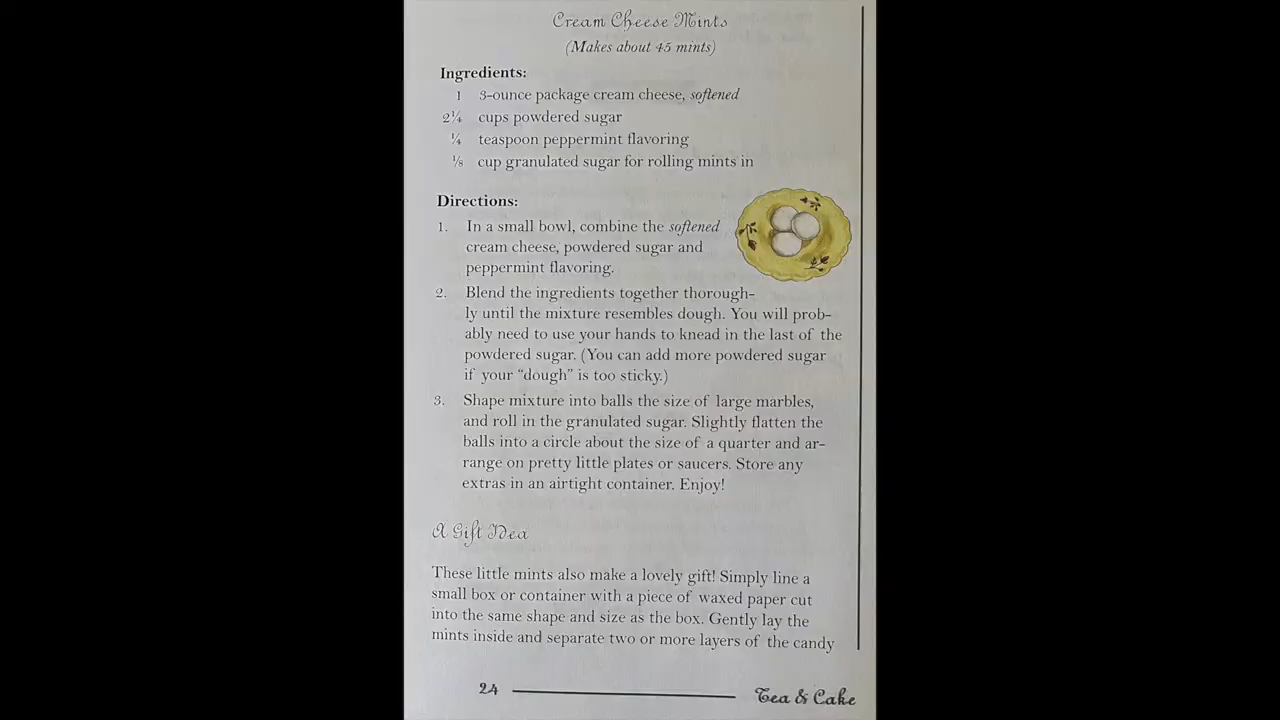 Cream Cheese Mints
(Makes about 45 mints)
Ingredients:
1 3-ounce package cream cheese, softened
2¼ cups powdered sugar
¼ teaspoon peppermint flavoring
⅛ cup granulated sugar for rolling mints in
Directions:
1. In a small bowl, combine the softened
cream cheese, powdered sugar and
peppermint flavoring.
2. Blend the ingredients together thorough-
ly until the mixture resembles dough. You will prob-
ably need to use your hands to knead in the last of the
powdered sugar. (You can add more powdered sugar
if your “dough” is too sticky.)
3. Shape mixture into balls the size of large marbles,
and roll in the granulated sugar. Slightly flatten the
balls into a circle about the size of a quarter and ar-
range on pretty little plates or saucers. Store any
extras in an airtight container. Enjoy!
A Gift Idea
These little mints also make a lovely gift! Simply line a
small box or container with a piece of waxed paper cut
into the same shape and size as the box. Gently lay the
mints inside and separate two or more layers of the candy
24 Tea & Cake